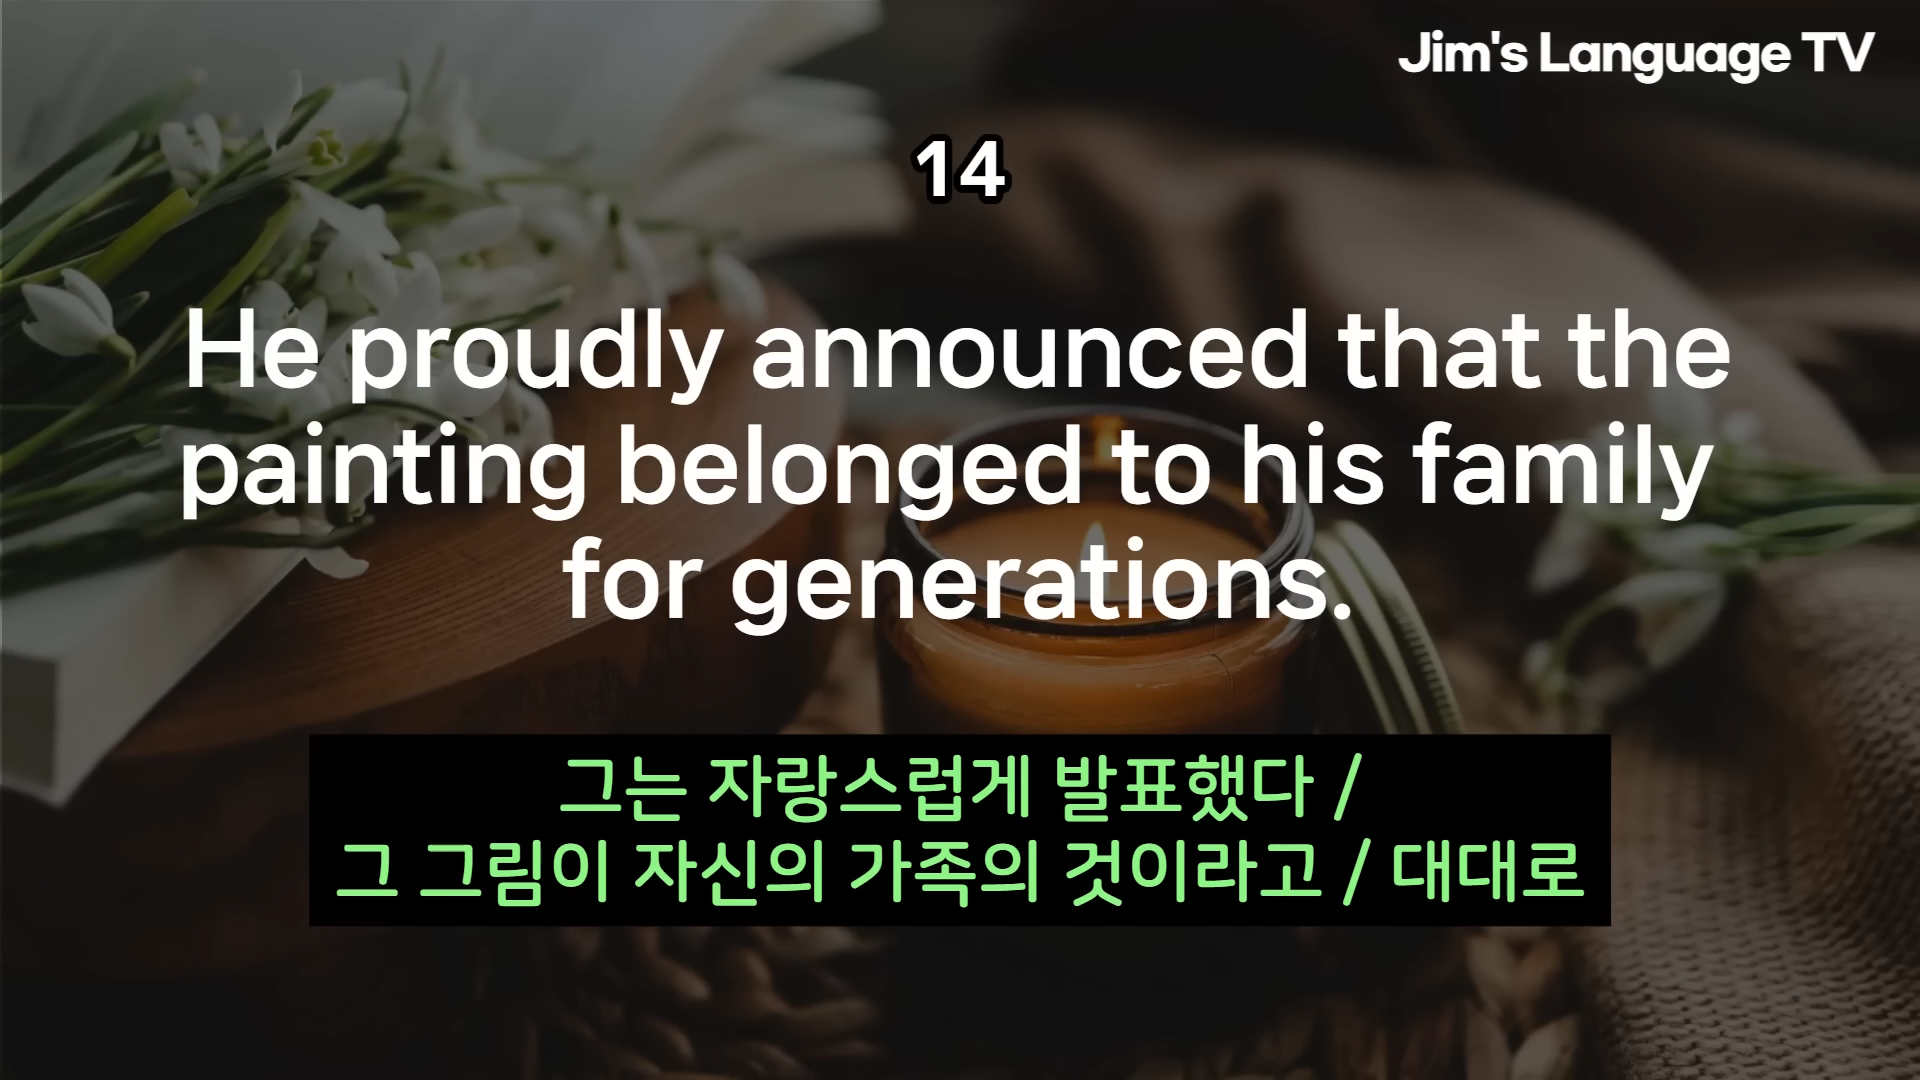 Jim's Language TV
14
He proudly announced that the
painting belonged to his family
for generations.
그는 자랑스럽게 발표했다 /
그 그림이 자신의 가족의 것이라고 / 대대로